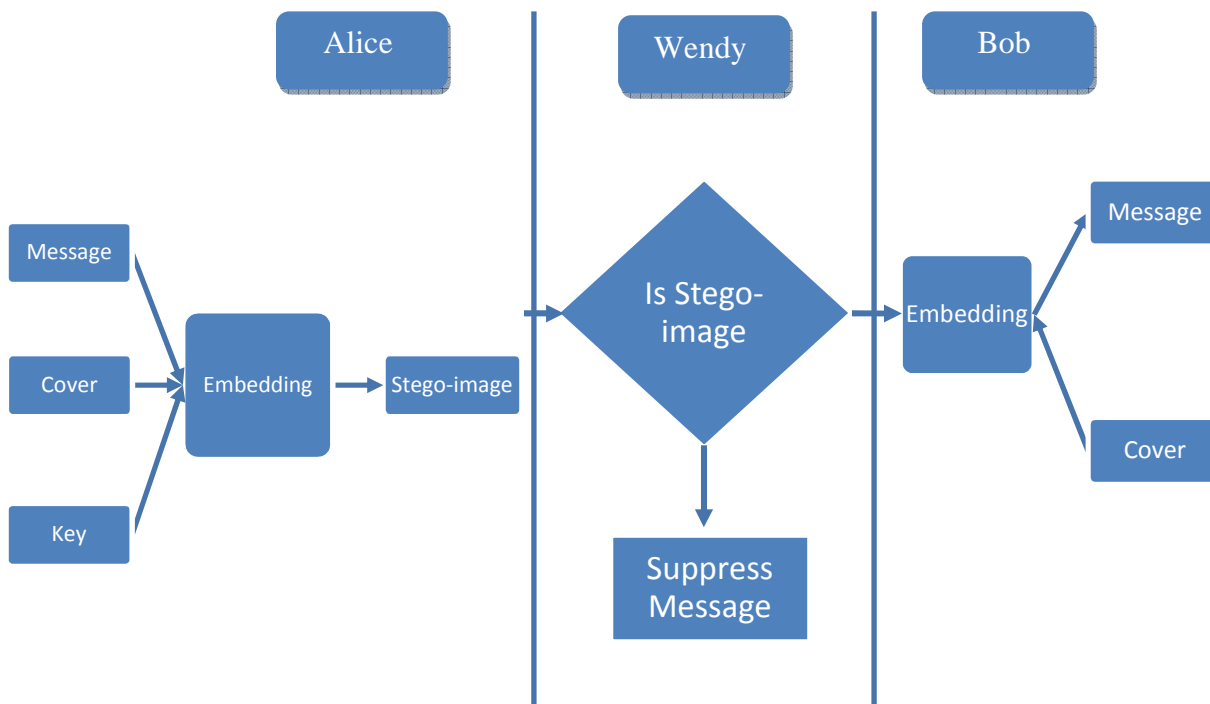 Alice
Wendy
Bob
Message
Cover
Key
Embedding
Stego-image
Is Stego-
image
Suppress
Message
Embedding
Message
Cover